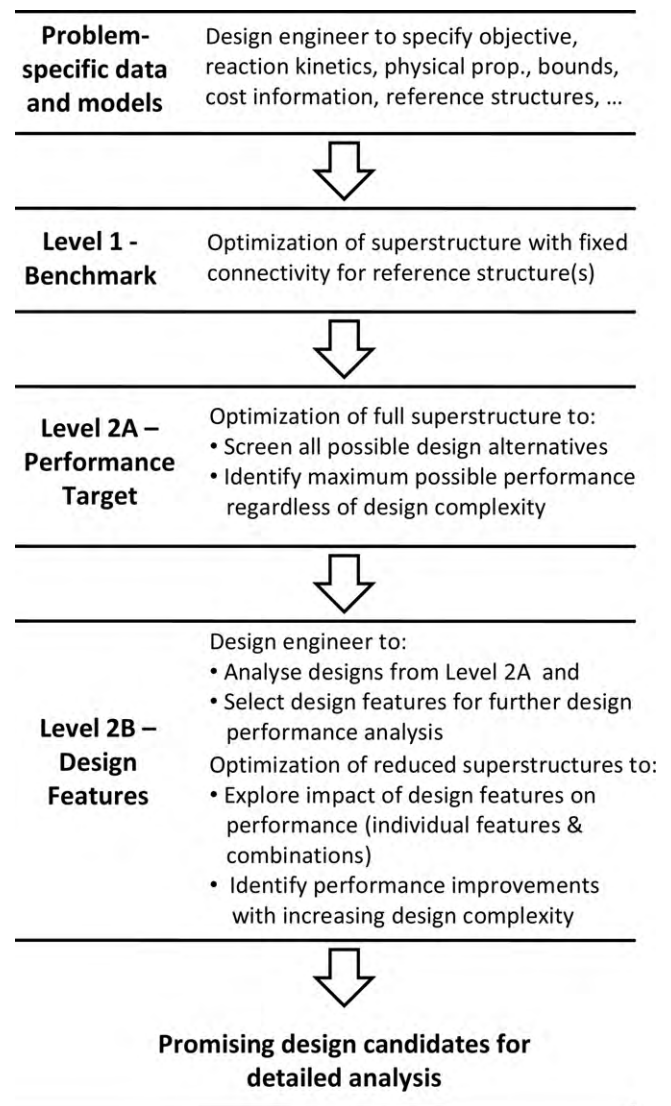 Problem-
specific data
and models
Design engineer to specify objective,
reaction kinetics, physical prop., bounds,
cost information, reference structures, ...
Level 1 -
Benchmark
Optimization of superstructure with fixed
connectivity for reference structure(s)
Level 2A –
Performance
Target
Optimization of full superstructure to:
• Screen all possible design alternatives
• Identify maximum possible performance
regardless of design complexity
Level 2B –
Design
Features
Design engineer to:
• Analyse designs from Level 2A and
• Select design features for further design
performance analysis
Optimization of reduced superstructures to:
• Explore impact of design features on
performance (individual features &
combinations)
• Identify performance improvements
with increasing design complexity
Promising design candidates for
detailed analysis